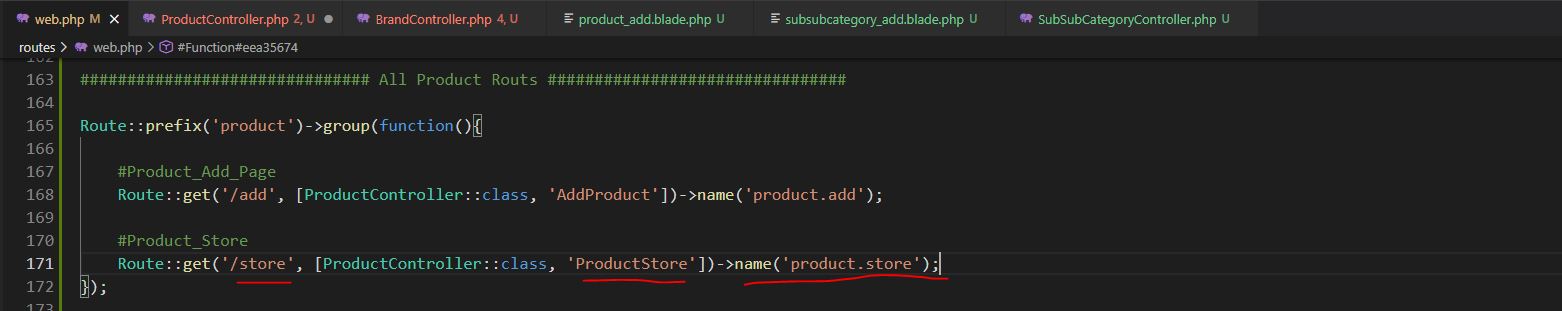 web.php M × ProductController.php 2, U ● BrandController.php 4, U product_add.blade.php U subsubcategory_add.blade.php U SubSubCategoryController.php U
routes > web.php > #Function#eea35674
162
163 ############################### All Product Routs ################################
164
165 Route::prefix('product')->group(function(){
166
167 #Product_Add_Page
168 Route::get('/add', [ProductController::class, 'AddProduct'])->name('product.add');
169
170 #Product_Store
171 Route::get('/store', [ProductController::class, 'ProductStore'])->name('product.store');
172 });
173